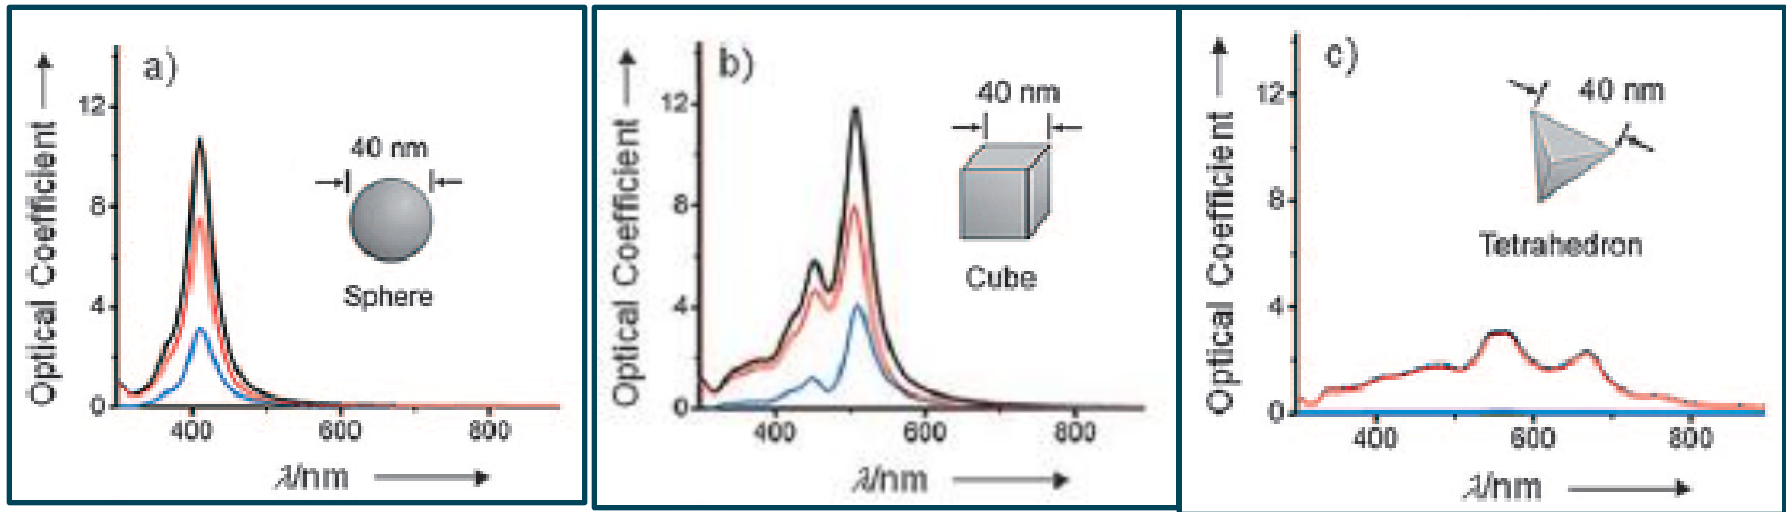 a)
Optical Coefficient
12
8
4
0
40 nm
Sphere
400 600 800
λ/nm
b)
Optical Coefficient
12
8
4
0
40 nm
Cube
400 600 800
λ/nm
c)
Optical Coefficient
12
8
4
0
40 nm
Tetrahedron
400 600 800
λ/nm